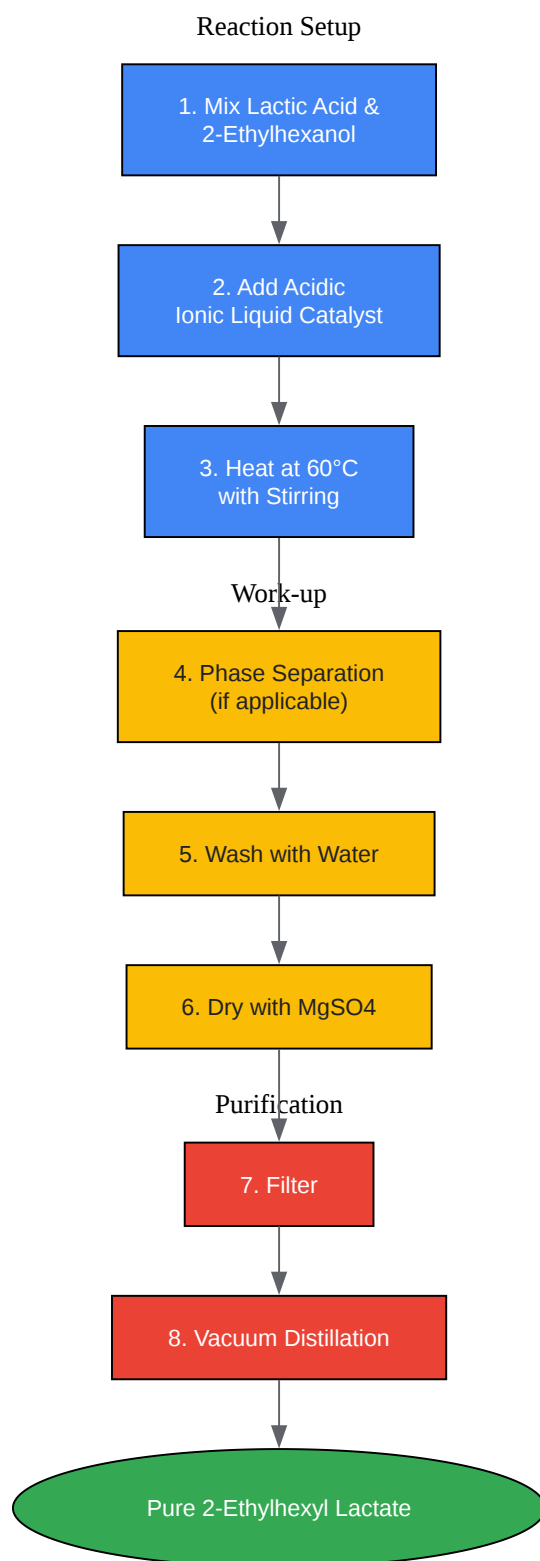 Reaction Setup
1. Mix Lactic Acid &
2-Ethylhexanol
2. Add Acidic
Ionic Liquid Catalyst
3. Heat at 60°C
with Stirring
Work-up
4. Phase Separation
(if applicable)
5. Wash with Water
6. Dry with MgSO4
Purification
7. Filter
8. Vacuum Distillation
Pure 2-Ethylhexyl Lactate